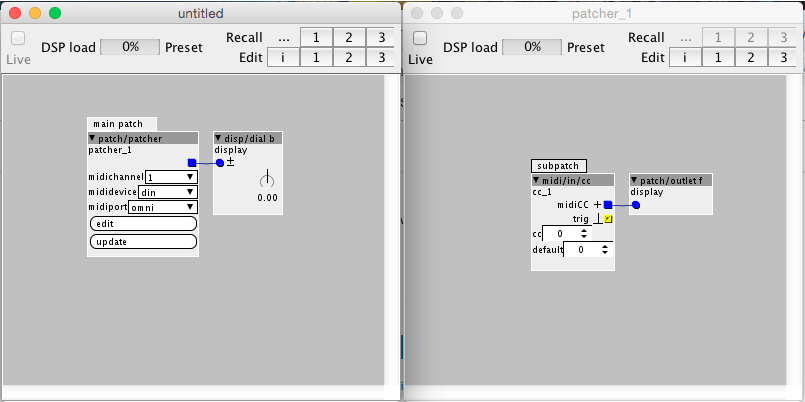 untitled
DSP load 0% Preset
Recall ... 1 2 3
Live
Edit i 1 2 3
main patch
patch/patcher
patcher_1
midichannel 1
mididevice din
midiport omni
edit
update
disp/dial b
display
±
0.00
patcher_1
DSP load 0% Preset
Recall ... 1 2 3
Live
Edit i 1 2 3
subpatch
midi/in/cc
cc_1
midiCC +
trig
cc 0
default 0
patch/outlet f
display